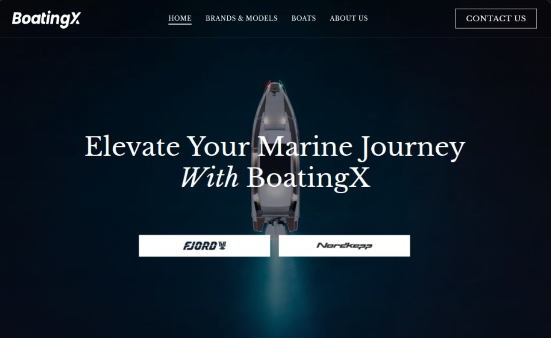 BoatingX
HOME BRANDS & MODELS BOATS ABOUT US
CONTACT US
Elevate Your Marine Journey
With BoatingX
FJORD
Nordkapp